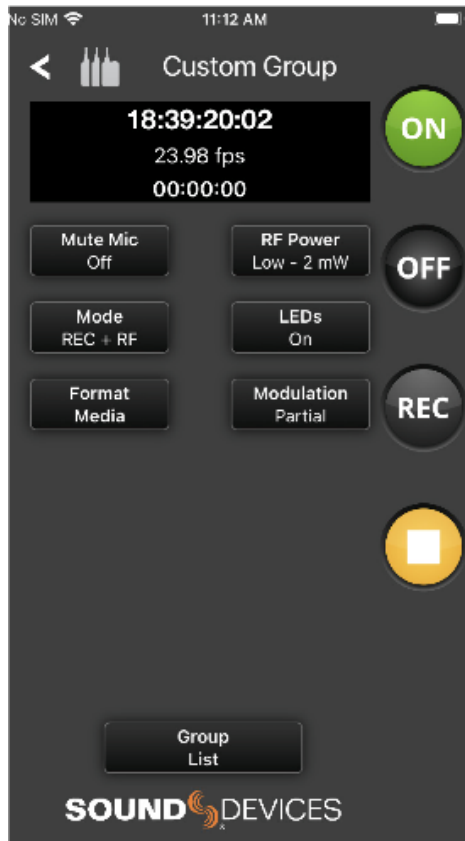 No SIM 11:12 AM
Custom Group
18:39:20:02
23.98 fps
00:00:00
ON
Mute Mic
Off
RF Power
Low - 2 mW
OFF
Mode
REC + RF
LEDs
On
Format
Media
Modulation
Partial
REC
Group
List
SOUND DEVICES